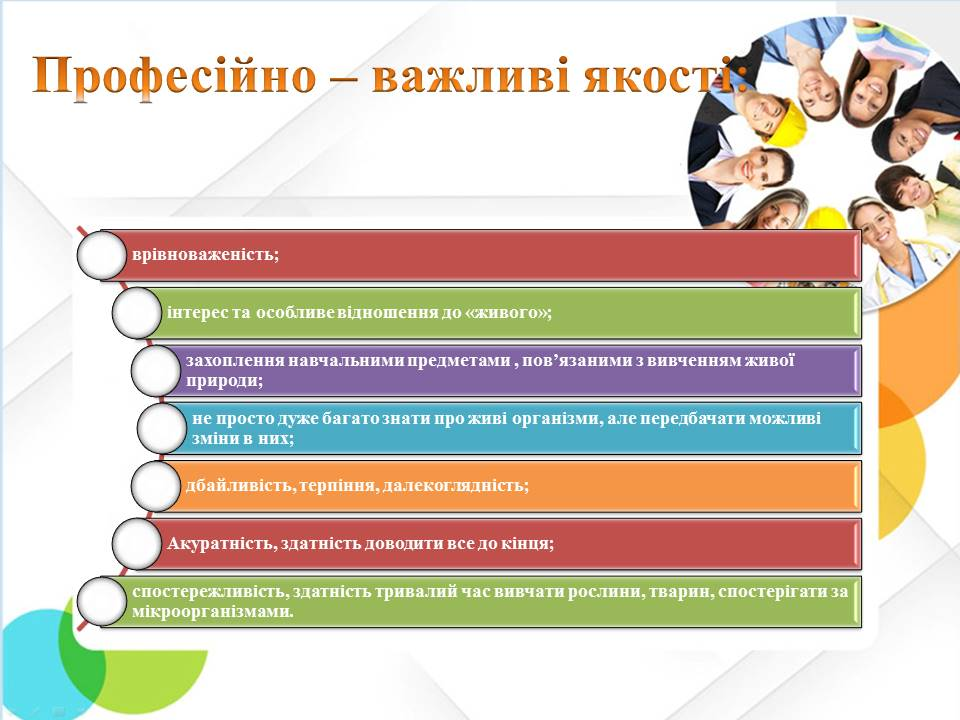 Професійно – важливі якості:
врівноваженість;
інтерес та особливе відношення до «живого»;
захоплення навчальними предметами , пов’язаними з вивченням живої
природи;
не просто дуже багато знати про живі організми, але передбачати можливі
зміни в них;
дбайливість, терпіння, далекоглядність;
Акуратність, здатність доводити все до кінця;
спостережливість, здатність тривалий час вивчати рослини, тварин, спостерігати за
мікроорганізмами.